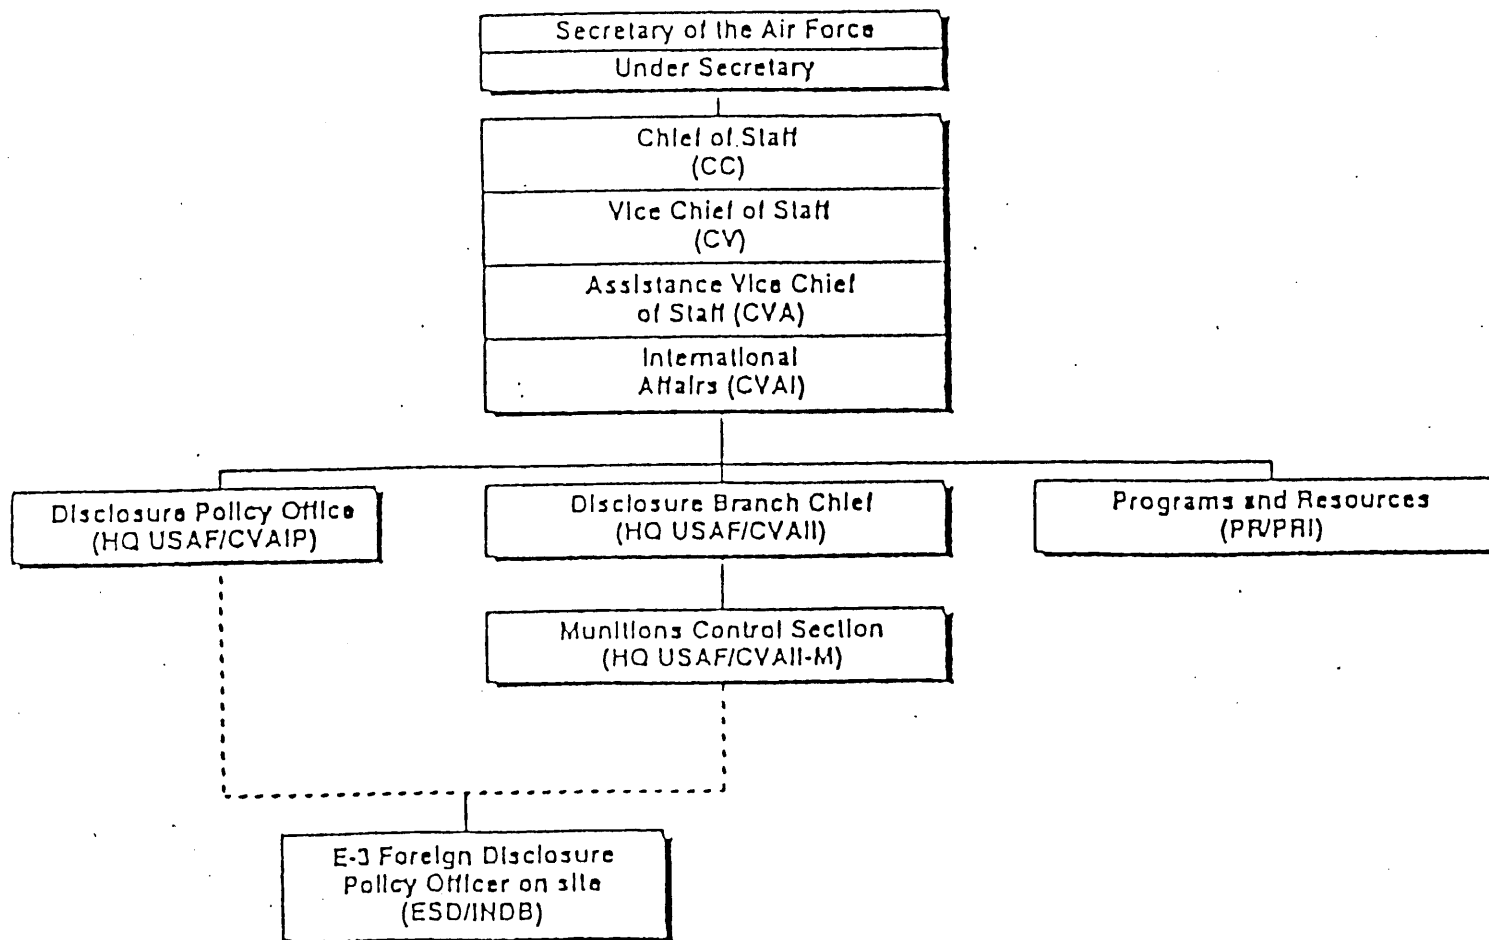 Secretary of the Air Force
Under Secretary
Chief of Staff
(CC)
Vice Chief of Staff
(CV)
Assistance Vice Chief
of Staff (CVA)
International
Affairs (CVAI)
Disclosure Policy Office
(HQ USAF/CVAIP)
Disclosure Branch Chief
(HQ USAF/CVAII)
Programs and Resources
(PR/PRI)
Munitions Control Section
(HQ USAF/CVAII-M)
E-3 Foreign Disclosure
Policy Officer on site
(ESD/INDB)